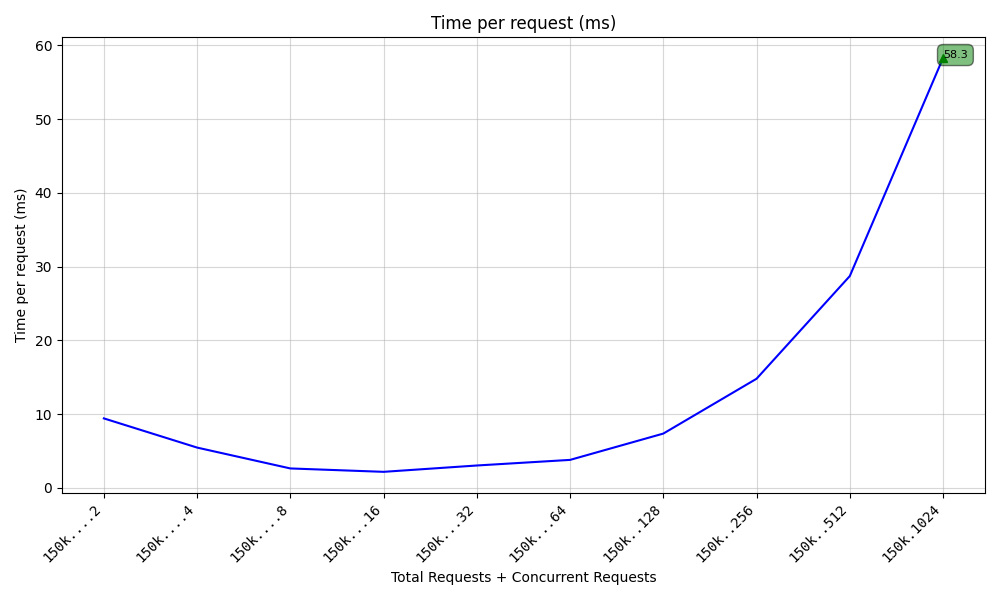 Time per request (ms)
60
58.3
50
40
30
20
10
0
Time per request (ms)
150k....2
150k....4
150k....8
150k...16
150k...32
150k...64
150k..128
150k..256
150k..512
150k.1024
Total Requests + Concurrent Requests